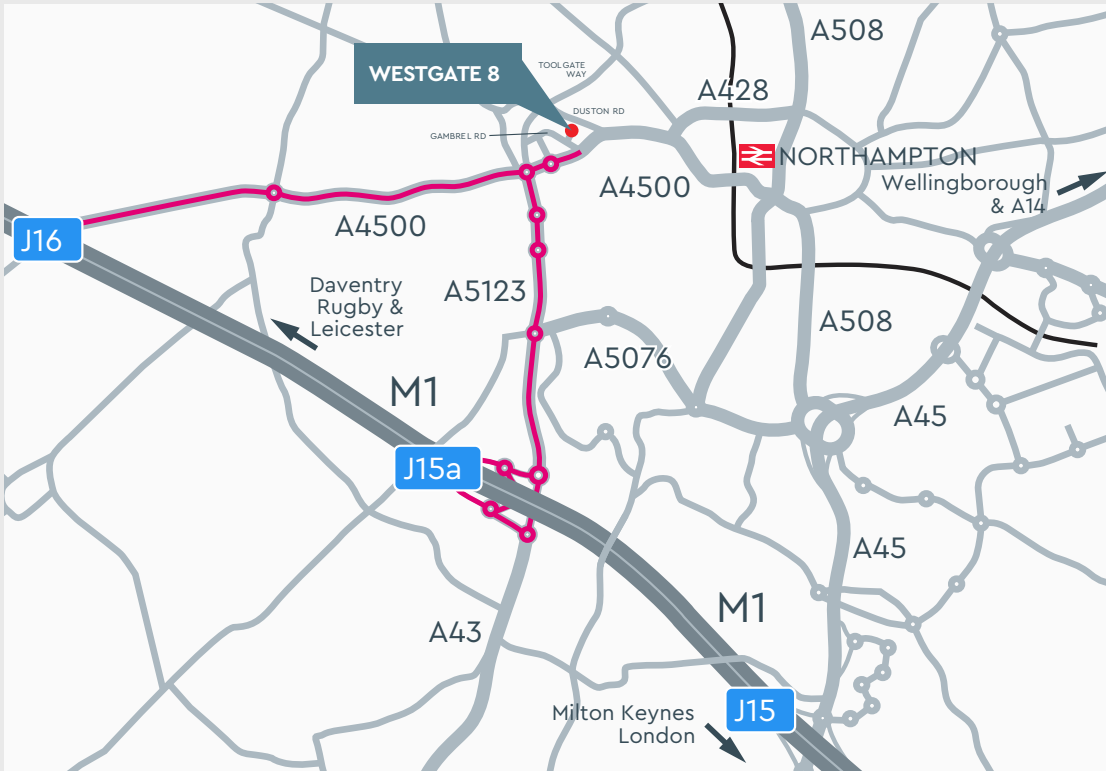 A508
WESTGATE 8
TOOLGATE
WAY
A428
DUSTON RD
GAMBREL RD
NORTHAMPTON
A4500
Wellingborough
& A14
A4500
J16
Daventry
Rugby &
Leicester
A5123
A508
A5076
M1
A45
J15a
A45
M1
A43
J15
Milton Keynes
London